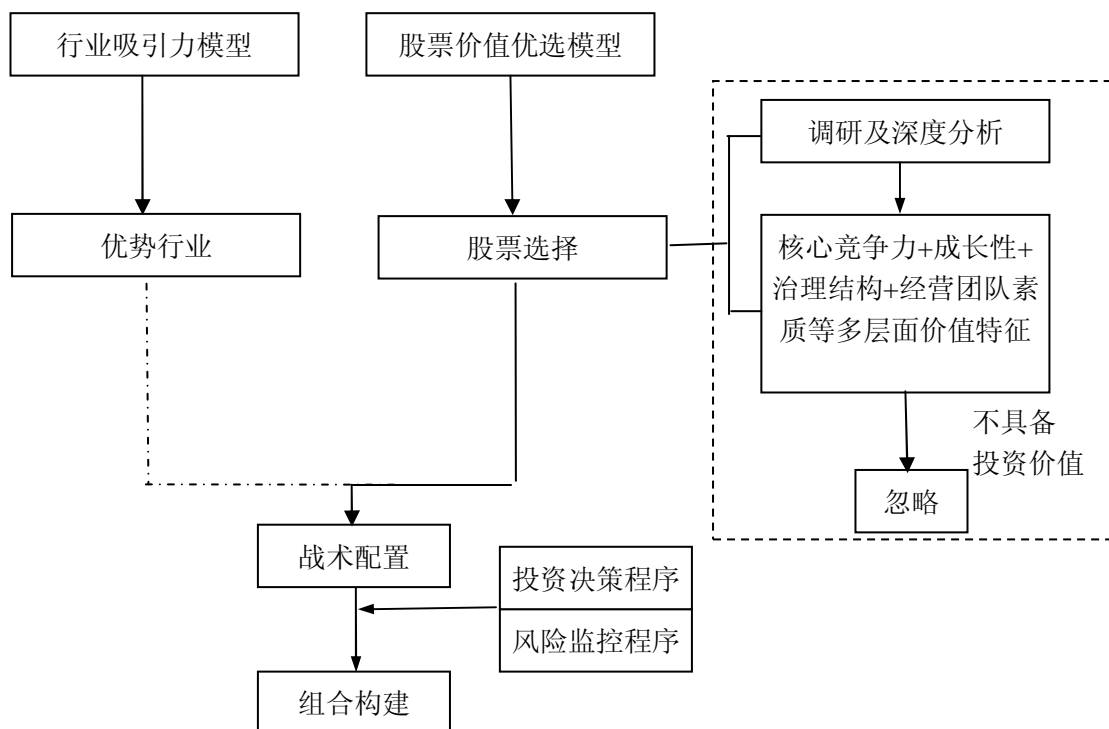 行业吸引力模型
股票价值优选模型
调研及深度分析
优势行业
股票选择
核心竞争力+成长性+
治理结构+经营团队素
质等多层面价值特征
不具备
投资价值
忽略
战术配置
投资决策程序
风险监控程序
组合构建